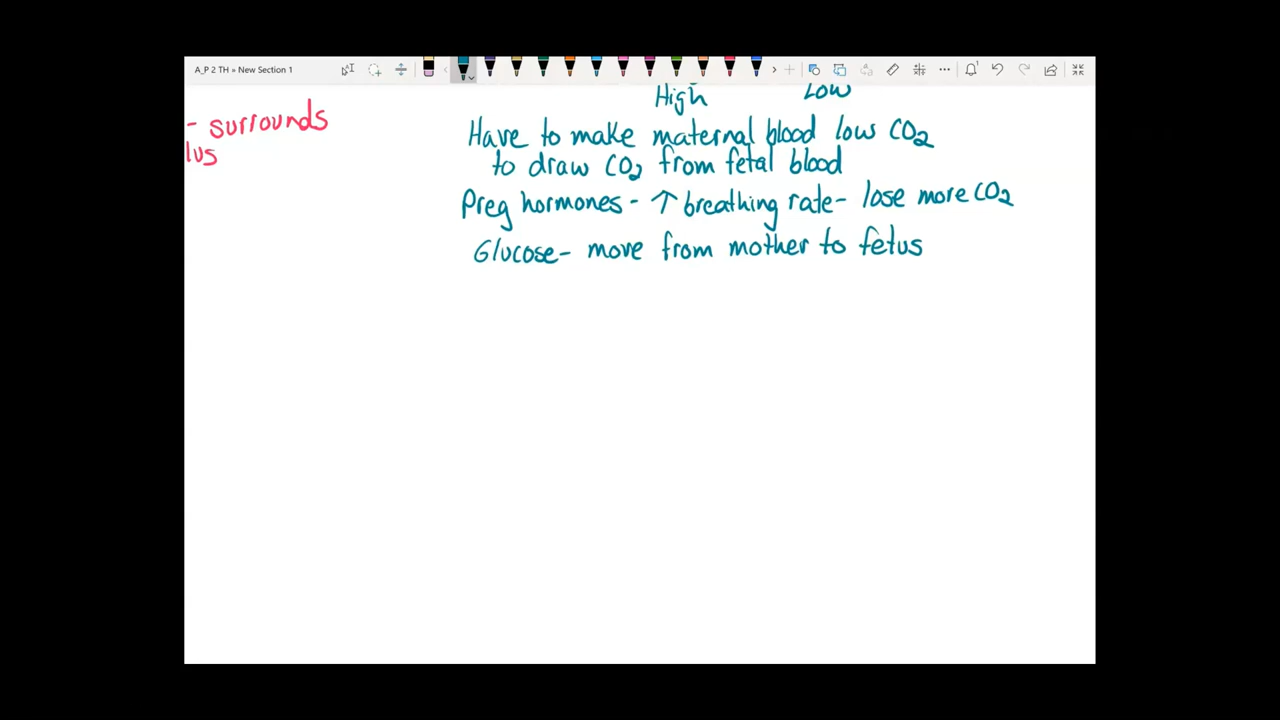 A_P 2 TH » New Section 1
High Low
- surrounds
lus
Have to make maternal blood low CO₂
to draw CO₂ from fetal blood
Preg hormones - ↑ breathing rate - lose more CO₂
Glucose - move from mother to fetus